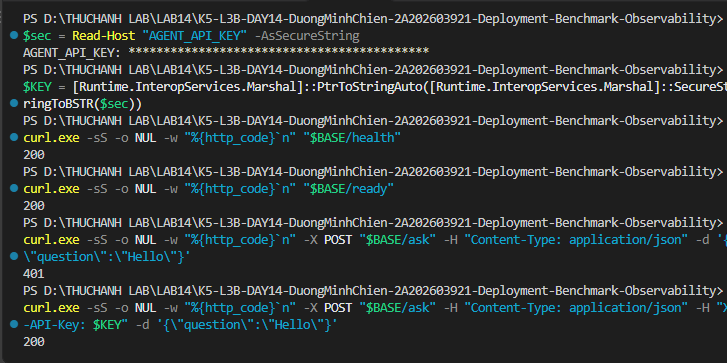 PS D:\THUCHANH LAB\LAB14\K5-L3B-DAY14-DuongMinhChien-2A202603921-Deployment-Benchmark-Observability>
$sec = Read-Host "AGENT_API_KEY" -AsSecureString
AGENT_API_KEY: *******************************************
PS D:\THUCHANH LAB\LAB14\K5-L3B-DAY14-DuongMinhChien-2A202603921-Deployment-Benchmark-Observability>
$KEY = [Runtime.InteropServices.Marshal]::PtrToStringAuto([Runtime.InteropServices.Marshal]::SecureSt
ringToBSTR($sec))
PS D:\THUCHANH LAB\LAB14\K5-L3B-DAY14-DuongMinhChien-2A202603921-Deployment-Benchmark-Observability>
curl.exe -sS -o NUL -w "%{http_code}`n" "$BASE/health"
200
PS D:\THUCHANH LAB\LAB14\K5-L3B-DAY14-DuongMinhChien-2A202603921-Deployment-Benchmark-Observability>
curl.exe -sS -o NUL -w "%{http_code}`n" "$BASE/ready"
200
PS D:\THUCHANH LAB\LAB14\K5-L3B-DAY14-DuongMinhChien-2A202603921-Deployment-Benchmark-Observability>
curl.exe -sS -o NUL -w "%{http_code}`n" -X POST "$BASE/ask" -H "Content-Type: application/json" -d '{
\"question\":\"Hello\"}'
401
PS D:\THUCHANH LAB\LAB14\K5-L3B-DAY14-DuongMinhChien-2A202603921-Deployment-Benchmark-Observability>
curl.exe -sS -o NUL -w "%{http_code}`n" -X POST "$BASE/ask" -H "Content-Type: application/json" -H "X
-API-Key: $KEY" -d '{\"question\":\"Hello\"}'
200